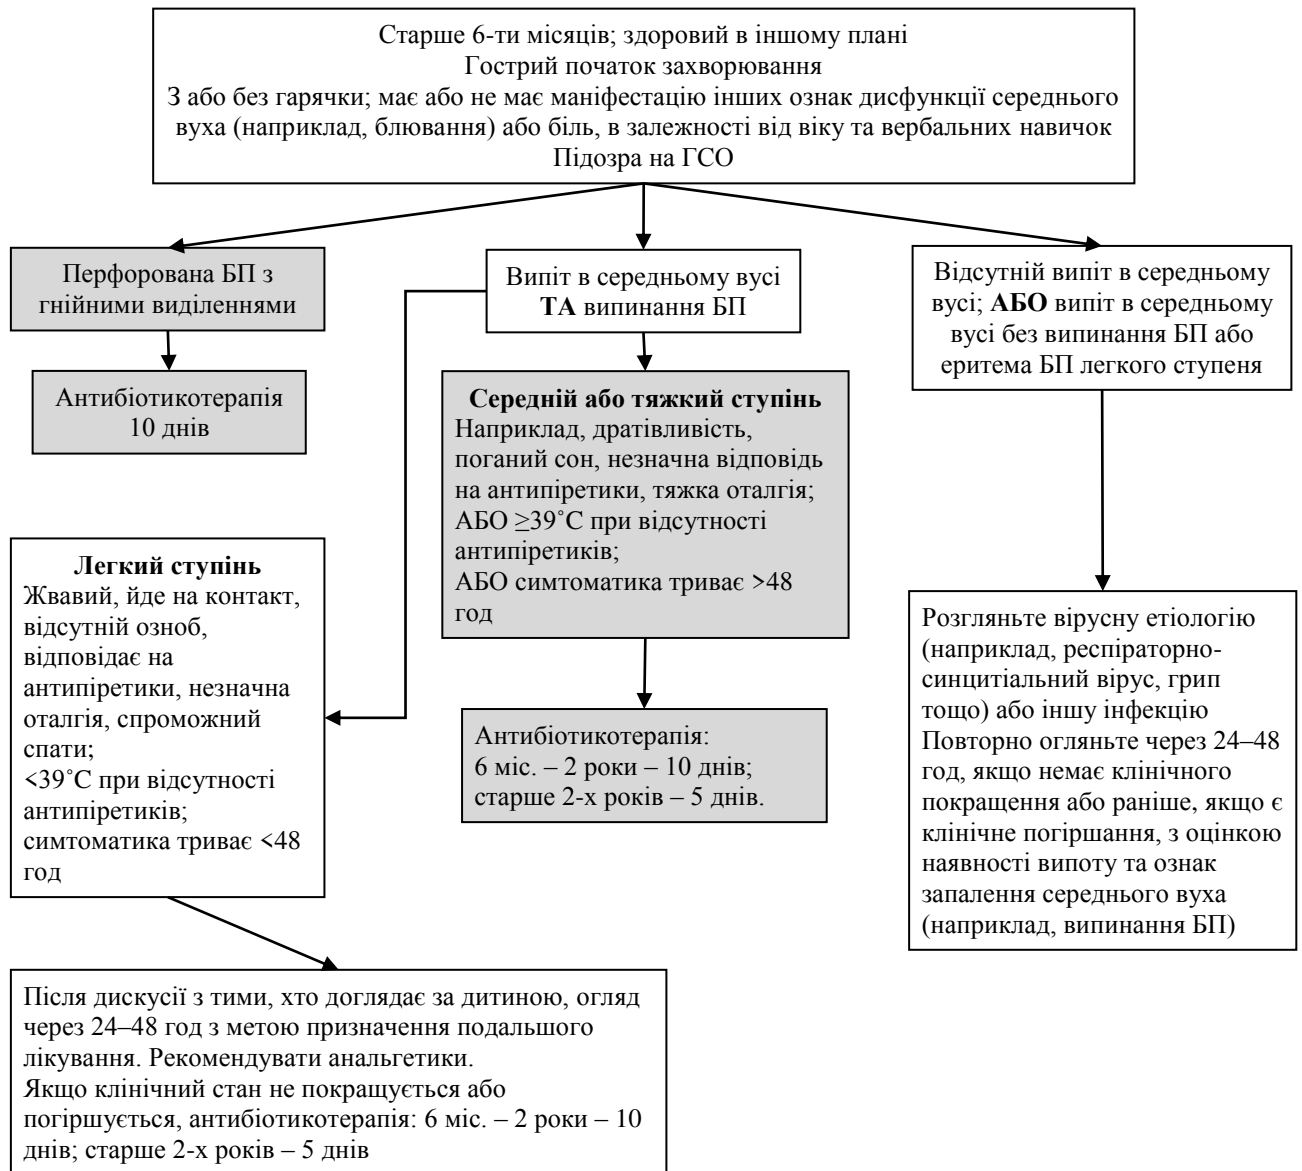 Старше 6-ти місяців; здоровий в іншому плані
Гострий початок захворювання
З або без гарячки; має або не має маніфестацію інших ознак дисфункції середнього
вуха (наприклад, блювання) або біль, в залежності від віку та вербальних навичок
Підозра на ГСО
Перфорована БП з
гнійними виділеннями
Антибіотикотерапія
10 днів
Випіт в середньому вусі
ТА випинання БП
Середній або тяжкий ступінь
Наприклад, дратівливість,
поганий сон, незначна відповідь
на антипіретики, тяжка оталгія;
АБО ≥39˚С при відсутності
антипіретиків;
АБО симптоматика триває >48
год
Антибіотикотерапія:
6 міс. – 2 роки – 10 днів;
старше 2-х років – 5 днів.
Відсутній випіт в середньому
вусі; АБО випіт в середньому
вусі без випинання БП або
еритема БП легкого ступеня
Розгляньте вірусну етіологію
(наприклад, респіраторно-
синцитіальний вірус, грип
тощо) або іншу інфекцію
Повторно огляньте через 24–48
год, якщо немає клінічного
покращення або раніше, якщо є
клінічне погіршання, з оцінкою
наявності випоту та ознак
запалення середнього вуха
(наприклад, випинання БП)
Легкий ступінь
Жвавий, йде на контакт,
відсутній озноб,
відповідає на
антипіретики, незначна
оталгія, спроможний
спати;
<39˚С при відсутності
антипіретиків;
симтоматика триває <48
год
Після дискусії з тими, хто доглядає за дитиною, огляд
через 24–48 год з метою призначення подальшого
лікування. Рекомендувати анальгетики.
Якщо клінічний стан не покращується або
погіршується, антибіотикотерапія: 6 міс. – 2 роки – 10
днів; старше 2-х років – 5 днів